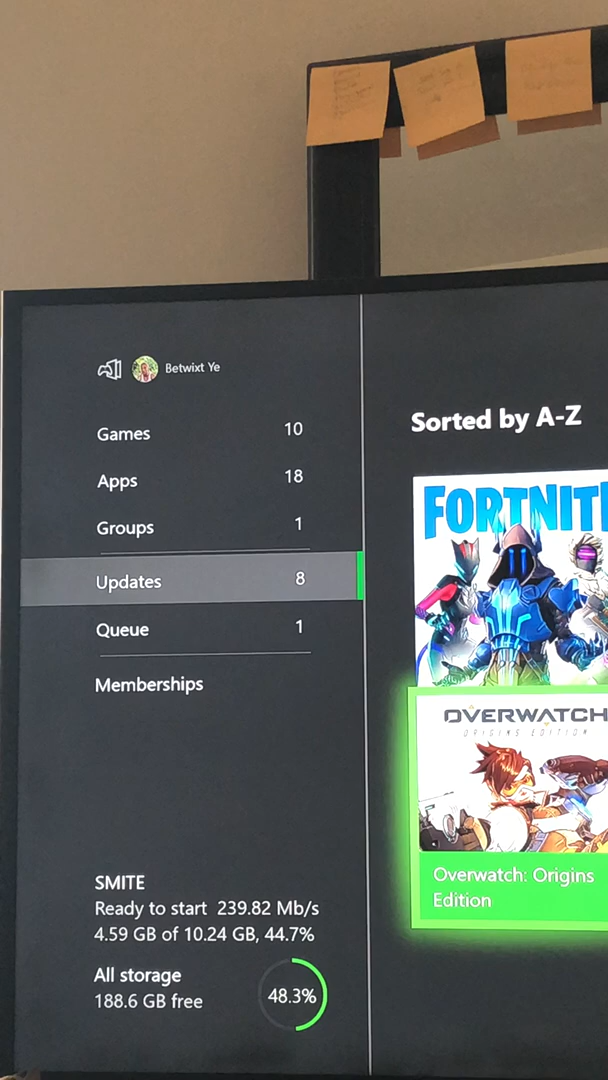 Betwixt Ye
Games 10
Apps 18
Groups 1
Updates 8
Queue 1
Memberships
SMITE
Ready to start 239.82 Mb/s
4.59 GB of 10.24 GB, 44.7%
All storage
188.6 GB free
48.3%
Sorted by A-Z
FORTNIT
OVERWATCH
ORIGINS EDITION
Overwatch: Origins
Edition